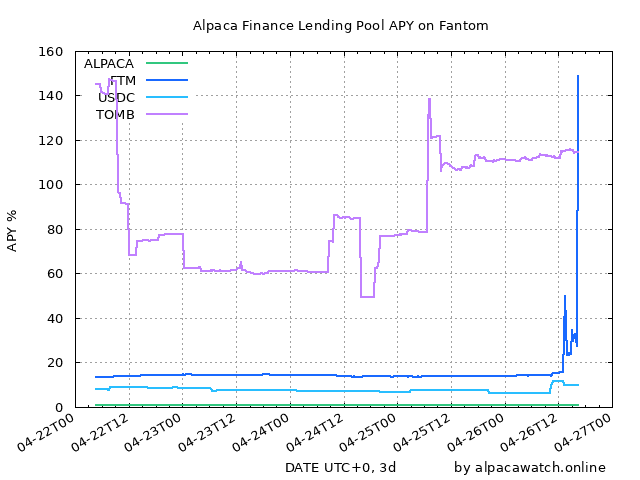 Alpaca Finance Lending Pool APY on Fantom
160
140
120
100
80
60
40
20
0
APY %
ALPACA
FTM
USDC
TOMB
04-22T00
04-22T12
04-23T00
04-23T12
04-24T00
04-24T12
04-25T00
04-25T12
04-26T00
04-26T12
04-27T00
DATE UTC+0, 3d
by alpacawatch.online